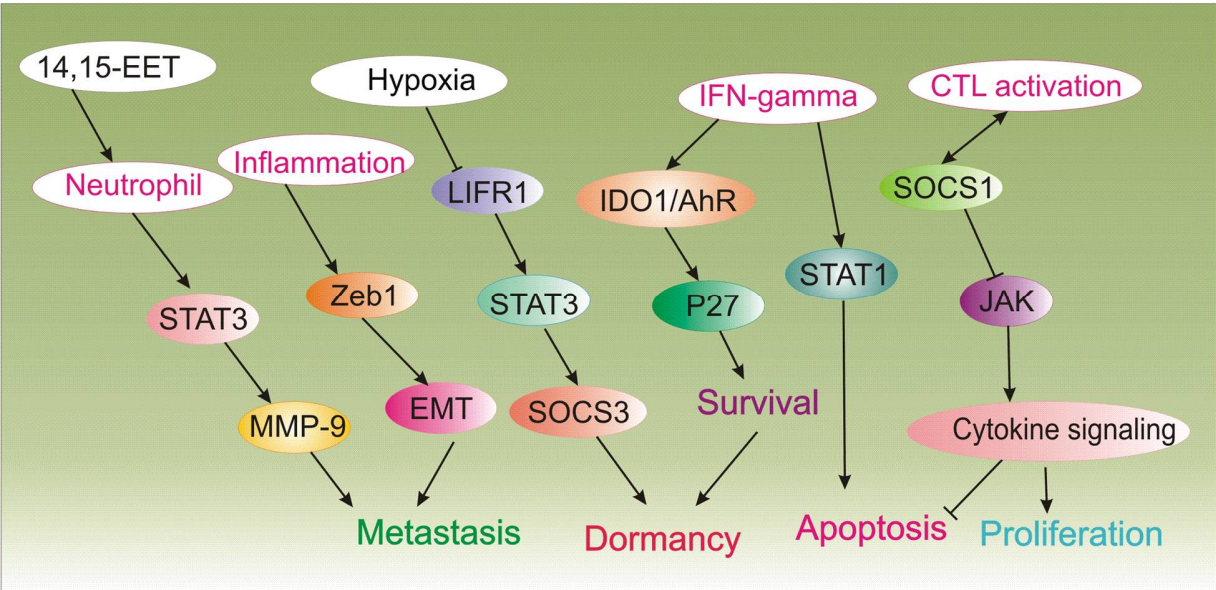 14,15-EET
Hypoxia
IFN-gamma
CTL activation
Neutrophil
Inflammation
LIFR1
IDO1/AhR
SOCS1
STAT3
Zeb1
STAT3
P27
STAT1
JAK
MMP-9
EMT
SOCS3
Survival
Cytokine signaling
Metastasis
Dormancy
Apoptosis
Proliferation